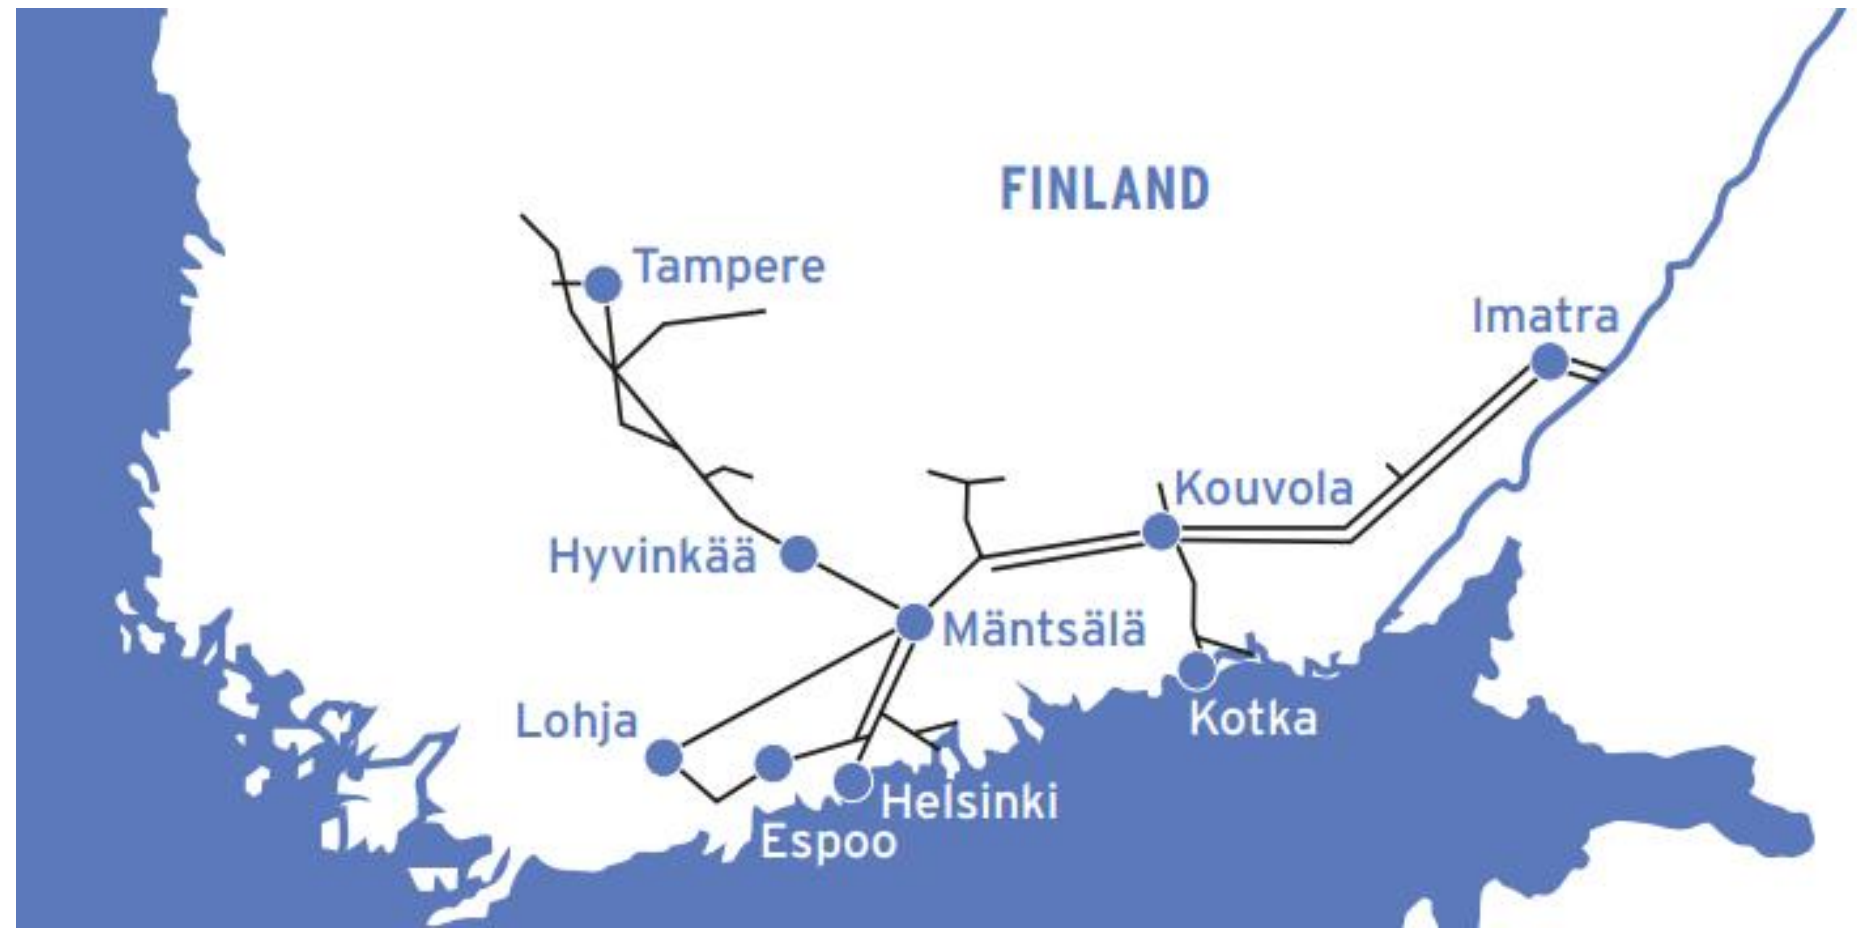 FINLAND
Tampere
Imatra
Kouvola
Hyvinkää
Mäntsälä
Lohja
Kotka
Helsinki
Espoo